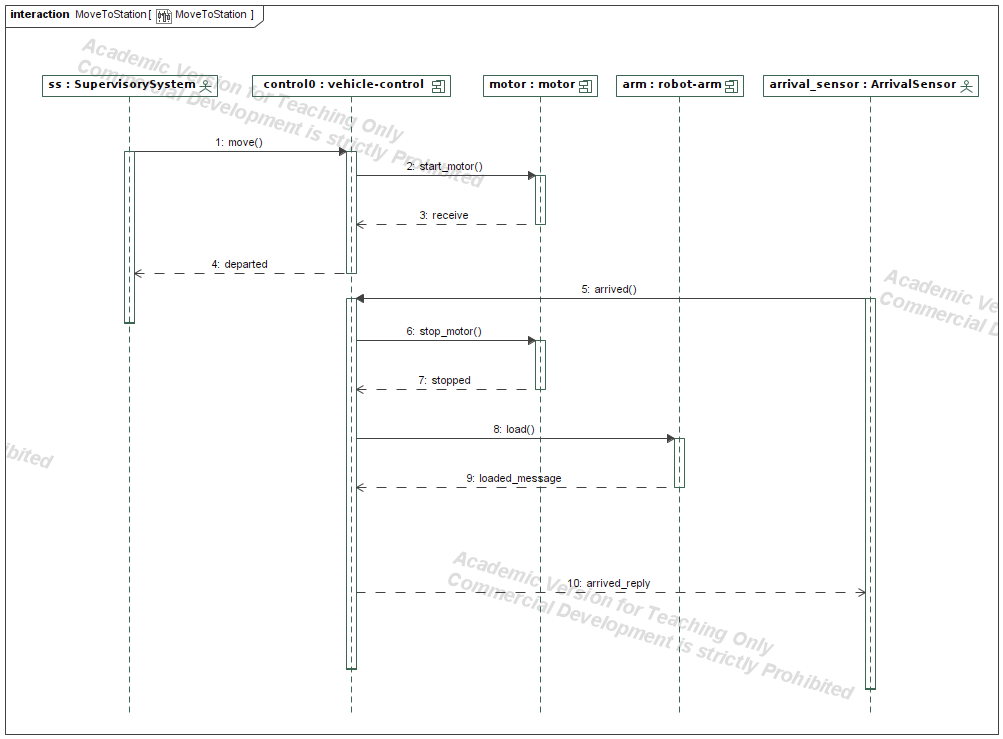 interaction MoveToStation[ MoveToStation ]
Academic Version for Teaching Only
Commercial Development is strictly Prohibited
ss : SupervisorySystem
control0 : vehicle-control
motor : motor
arm : robot-arm
arrival_sensor : ArrivalSensor
1: move()
2: start_motor()
3: receive
4: departed
Academic Ve
Commercial D
5: arrived()
6: stop_motor()
7: stopped
8: load()
ibited
9: loaded_message
Academic Version for Teaching Only
Commercial Development is strictly Prohibited
10: arrived_reply